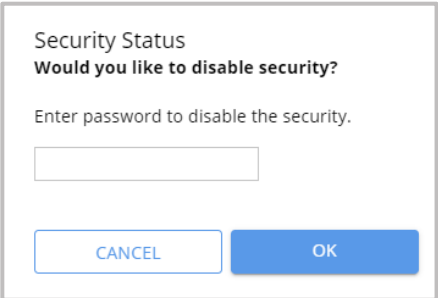 Security Status
Would you like to disable security?
Enter password to disable the security.
CANCEL
OK